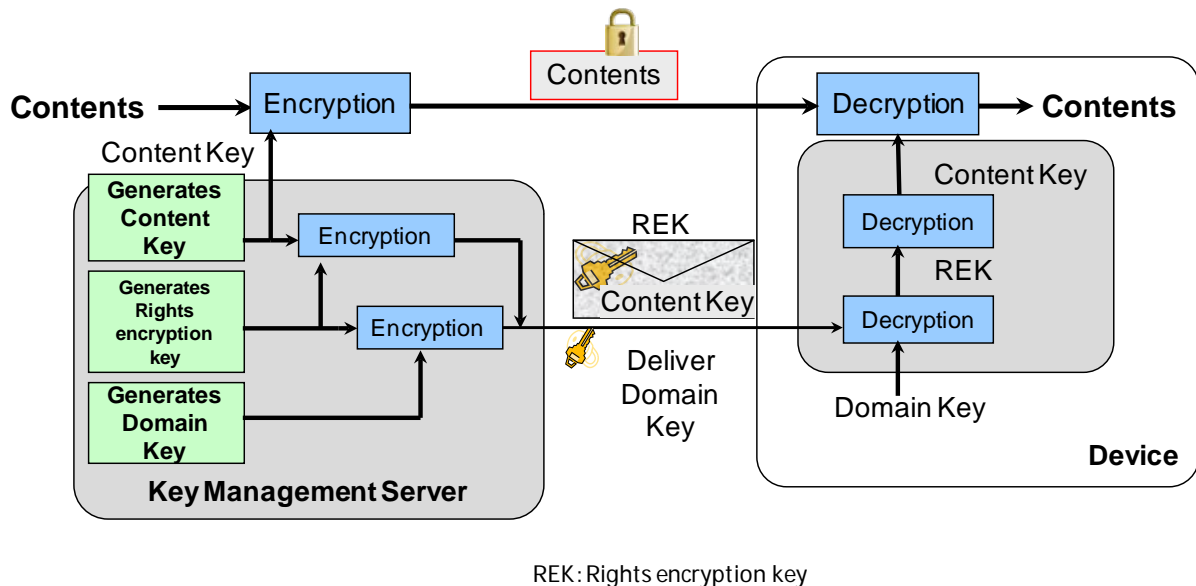 Contents
Contents
Encryption
Decryption
Contents
Content Key
Generates
Content
Key
Encryption
Generates
Rights
encryption
key
Encryption
Generates
Domain
Key
Key Management Server
REK
Content Key
Deliver
Domain
Key
Content Key
Decryption
REK
Decryption
Domain Key
Device
REK: Rights encryption key